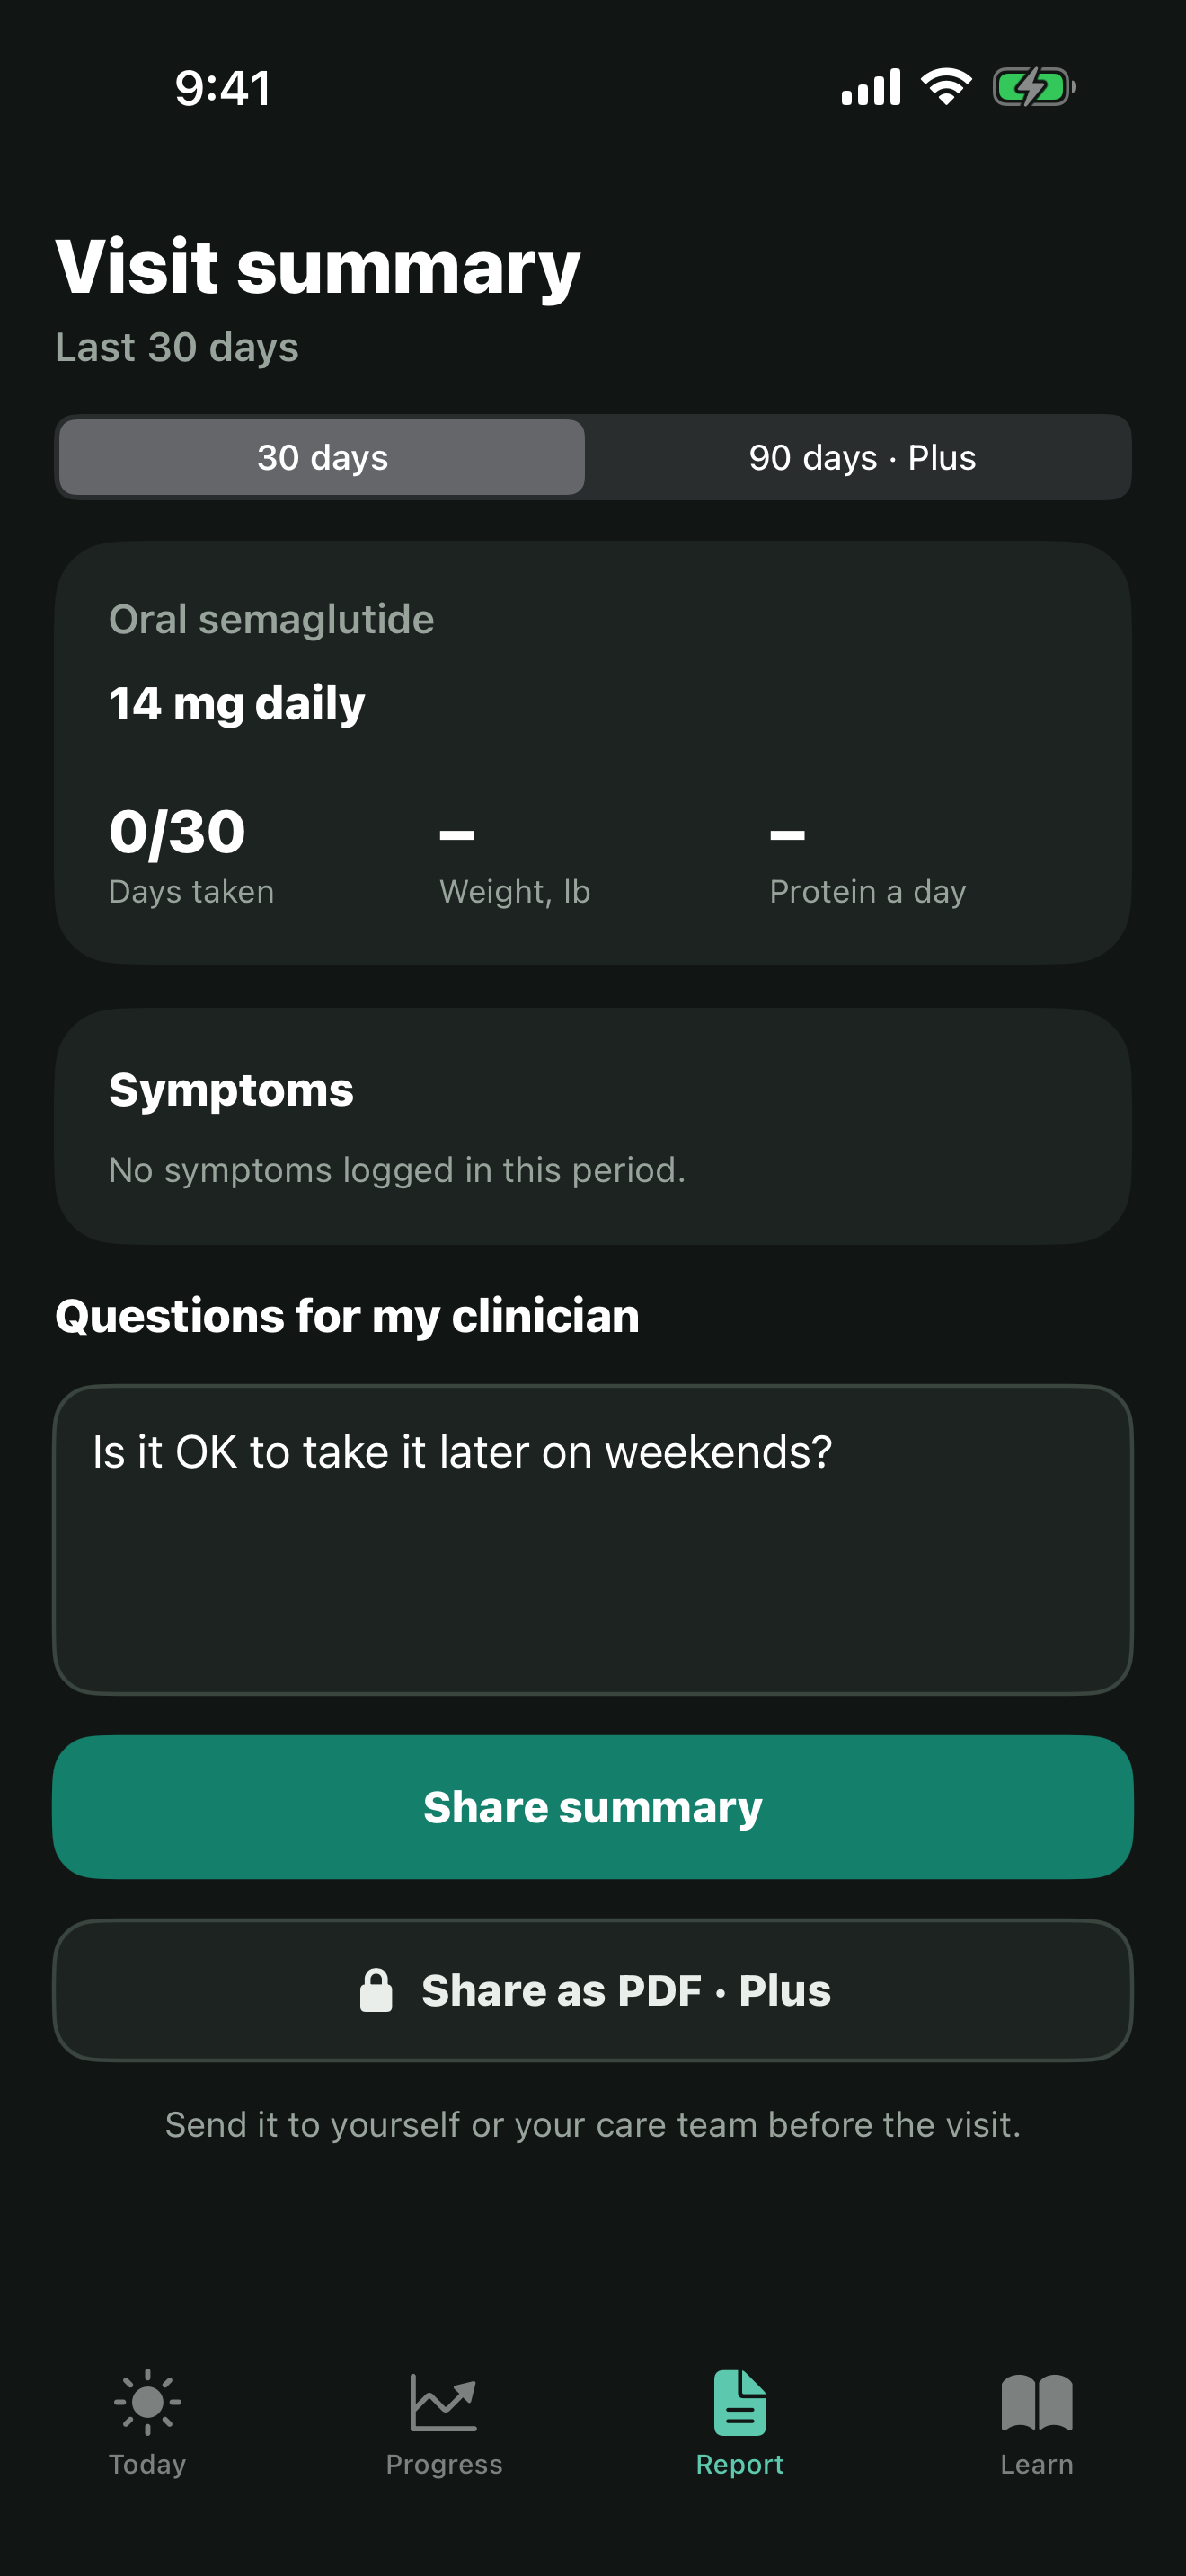 9:41
Visit summary
Last 30 days
30 days
90 days · Plus
Oral semaglutide
14 mg daily
0/30
–
–
Days taken
Weight, lb
Protein a day
Symptoms
No symptoms logged in this period.
Questions for my clinician
Is it OK to take it later on weekends?
Share summary
Share as PDF · Plus
Send it to yourself or your care team before the visit.
Today
Progress
Report
Learn